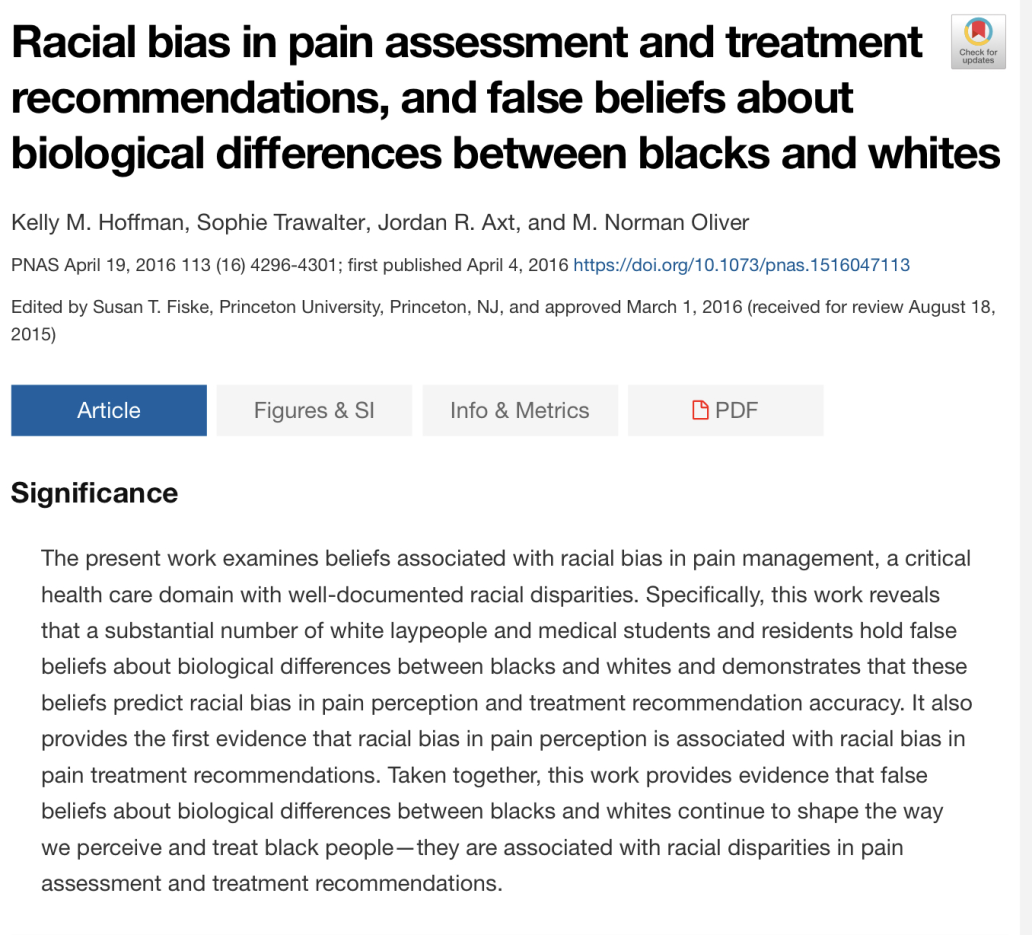 Racial bias in pain assessment and treatment
recommendations, and false beliefs about
biological differences between blacks and whites
Check for
updates
Kelly M. Hoffman, Sophie Trawalter, Jordan R. Axt, and M. Norman Oliver
PNAS April 19, 2016 113 (16) 4296-4301; first published April 4, 2016 https://doi.org/10.1073/pnas.1516047113
Edited by Susan T. Fiske, Princeton University, Princeton, NJ, and approved March 1, 2016 (received for review August 18,
2015)
Article Figures & SI Info & Metrics PDF
Significance
The present work examines beliefs associated with racial bias in pain management, a critical
health care domain with well-documented racial disparities. Specifically, this work reveals
that a substantial number of white laypeople and medical students and residents hold false
beliefs about biological differences between blacks and whites and demonstrates that these
beliefs predict racial bias in pain perception and treatment recommendation accuracy. It also
provides the first evidence that racial bias in pain perception is associated with racial bias in
pain treatment recommendations. Taken together, this work provides evidence that false
beliefs about biological differences between blacks and whites continue to shape the way
we perceive and treat black people—they are associated with racial disparities in pain
assessment and treatment recommendations.